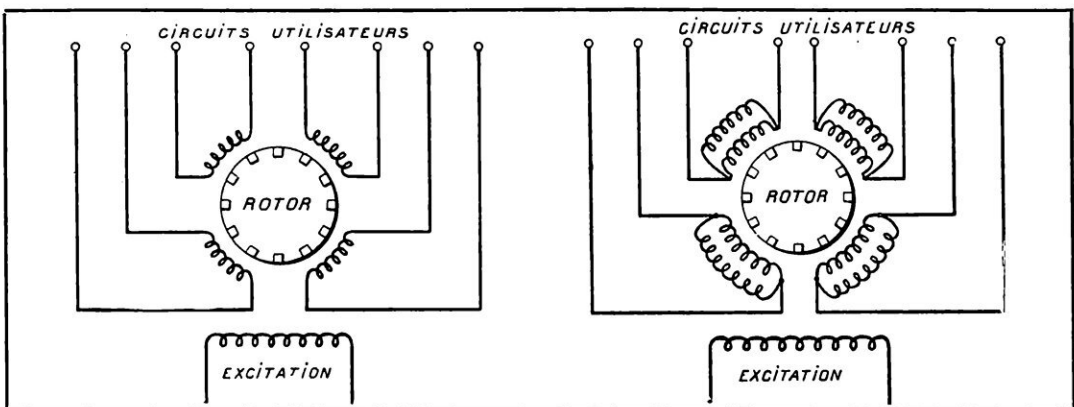 CIRCUITS UTILISATEURS
ROTOR
EXCITATION
CIRCUITS UTILISATEURS
ROTOR
EXCITATION